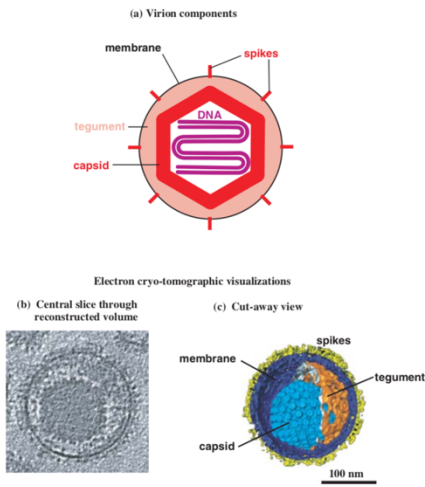 (a) Virion components
membrane
spikes
DNA
tegument
capsid
Electron cryo-tomographic visualizations
(b) Central slice through
reconstructed volume
(c) Cut-away view
spikes
membrane
tegument
capsid
100 nm